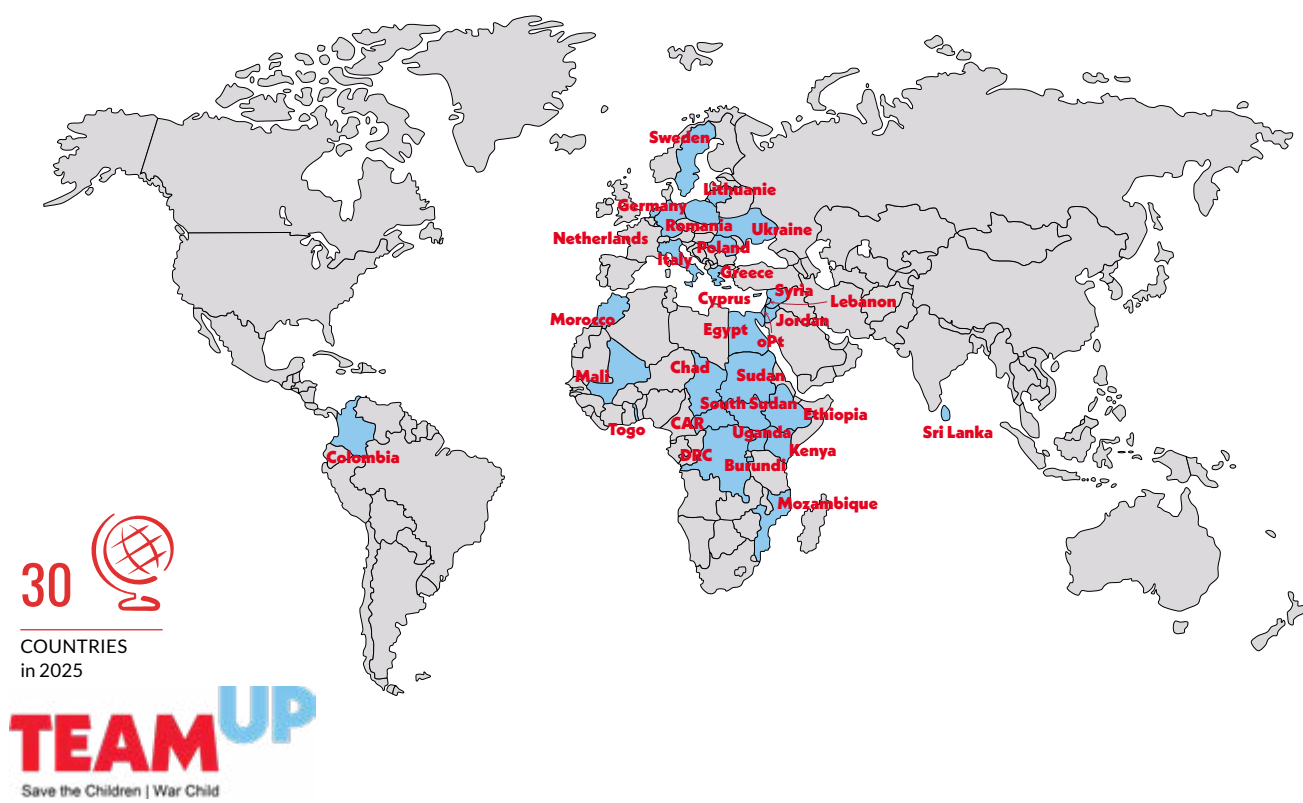 Sweden
Lithuanie
Germany
Romania
Ukraine
Netherlands
Poland
Italy
Greece
Syria
Cyprus
Lebanon
Morocco
Jordan
Egypt
oPt
Chad
Mali
Sudan
South Sudan
Ethiopia
CAR
Togo
Uganda
Sri Lanka
Kenya
DRC
Colombia
Burundi
Mozambique
30
COUNTRIES
in 2025
TEAMUP
Save the Children | War Child